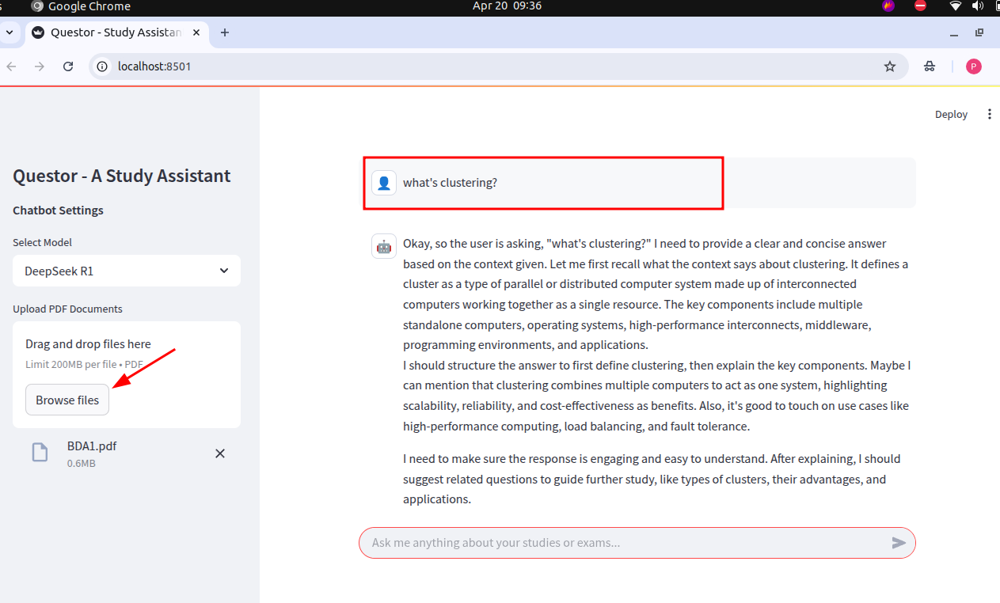 Google Chrome
Apr 20 09:36
Questor - Study Assistant
localhost:8501
P
Deploy
Questor - A Study Assistant
Chatbot Settings
Select Model
DeepSeek R1
Upload PDF Documents
Drag and drop files here
Limit 200MB per file • PDF
Browse files
BDA1.pdf
0.6MB
what's clustering?
Okay, so the user is asking, "what's clustering?" I need to provide a clear and concise answer
based on the context given. Let me first recall what the context says about clustering. It defines a
cluster as a type of parallel or distributed computer system made up of interconnected
computers working together as a single resource. The key components include multiple
standalone computers, operating systems, high-performance interconnects, middleware,
programming environments, and applications.
I should structure the answer to first define clustering, then explain the key components. Maybe I
can mention that clustering combines multiple computers to act as one system, highlighting
scalability, reliability, and cost-effectiveness as benefits. Also, it's good to touch on use cases like
high-performance computing, load balancing, and fault tolerance.
I need to make sure the response is engaging and easy to understand. After explaining, I should
suggest related questions to guide further study, like types of clusters, their advantages, and
applications.
Ask me anything about your studies or exams...